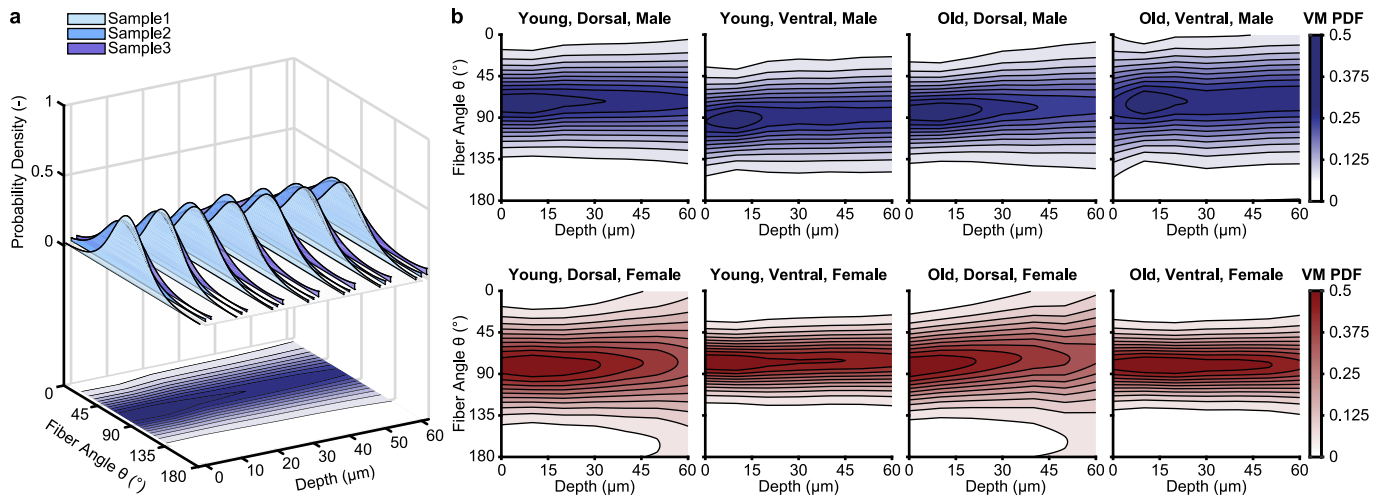 a
Sample1
Sample2
Sample3
Probability Density (-)
1
0.5
0
0
45
90
135
180
Fiber Angle θ (°)
0
10
20
30
40
50
60
Depth (µm)
b
Young, Dorsal, Male
Young, Ventral, Male
Old, Dorsal, Male
Old, Ventral, Male
VM PDF
Fiber Angle θ (°)
0
45
90
135
180
0 15 30 45 60
0 15 30 45 60
0 15 30 45 60
0 15 30 45 60
Depth (µm)
Depth (µm)
Depth (µm)
Depth (µm)
0.5
0.375
0.25
0.125
0
Young, Dorsal, Female
Young, Ventral, Female
Old, Dorsal, Female
Old, Ventral, Female
VM PDF
Fiber Angle θ (°)
0
45
90
135
180
0 15 30 45 60
0 15 30 45 60
0 15 30 45 60
0 15 30 45 60
Depth (µm)
Depth (µm)
Depth (µm)
Depth (µm)
0.5
0.375
0.25
0.125
0